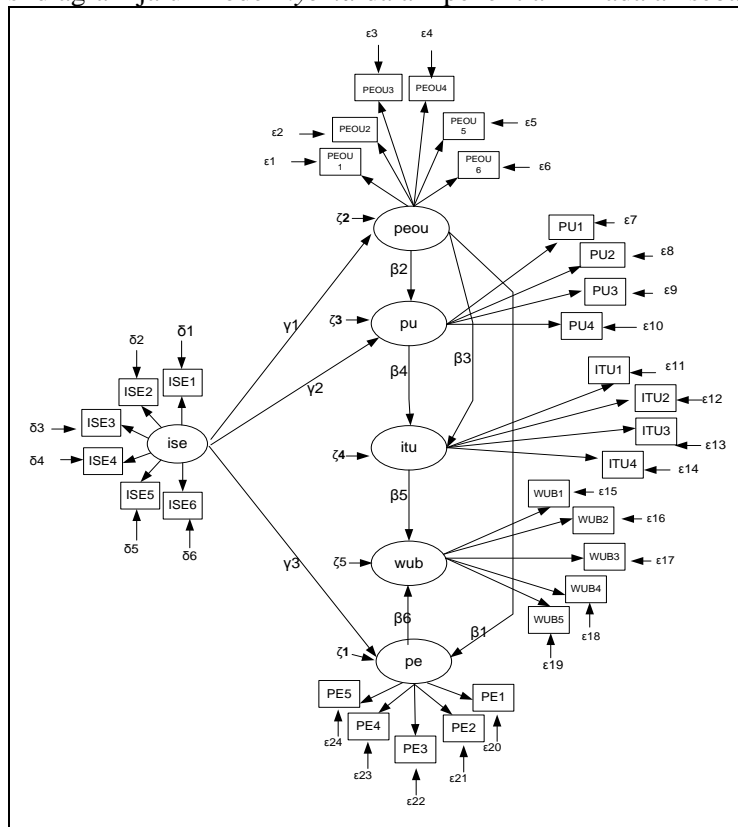 ε3 ε4
PEOU3 PEOU4
ε2 PEOU2 PEOU 5 ε5
ε1 PEOU 1 PEOU 6 ε6
ζ2 peou
PU1 ε7
PU2 ε8
β2
PU3 ε9
ζ3 pu
PU4 ε10
γ1
γ2
β4 β3
δ2 δ1
ISE2 ISE1
ITU1 ε11
ITU2 ε12
δ3 ISE3
ise
ITU3 ε13
ζ4 itu
δ4 ISE4
ITU4 ε14
ISE5 ISE6
β5
WUB1 ε15
WUB2 ε16
δ5 δ6
ζ5 wub
WUB3 ε17
γ3
WUB4
WUB5 ε18
β6 β1
ζ1 pe
ε19
PE5 PE1
PE4 PE2
PE3
ε24 ε20
ε23 ε21
ε22